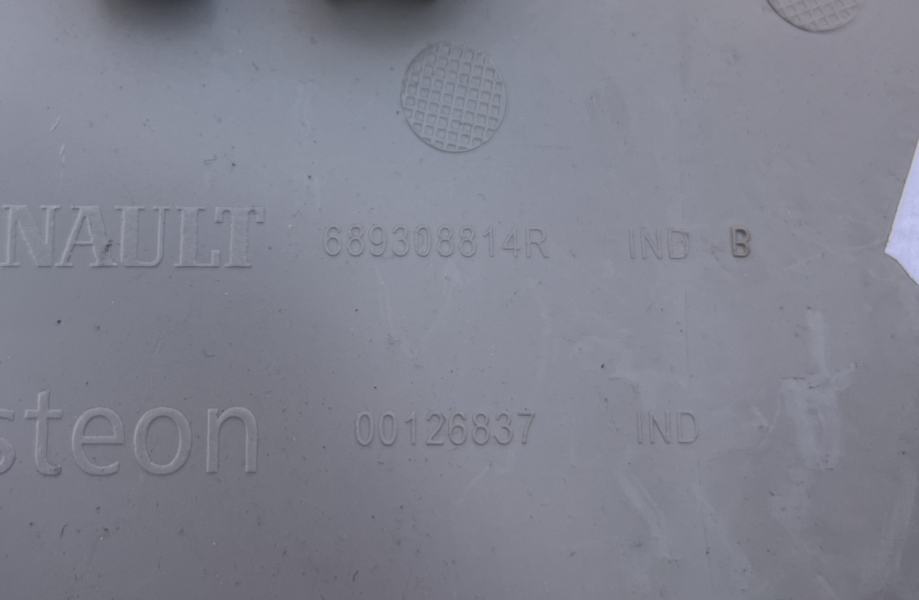 NAULT 689308814R IND B
steon 00126837 IND